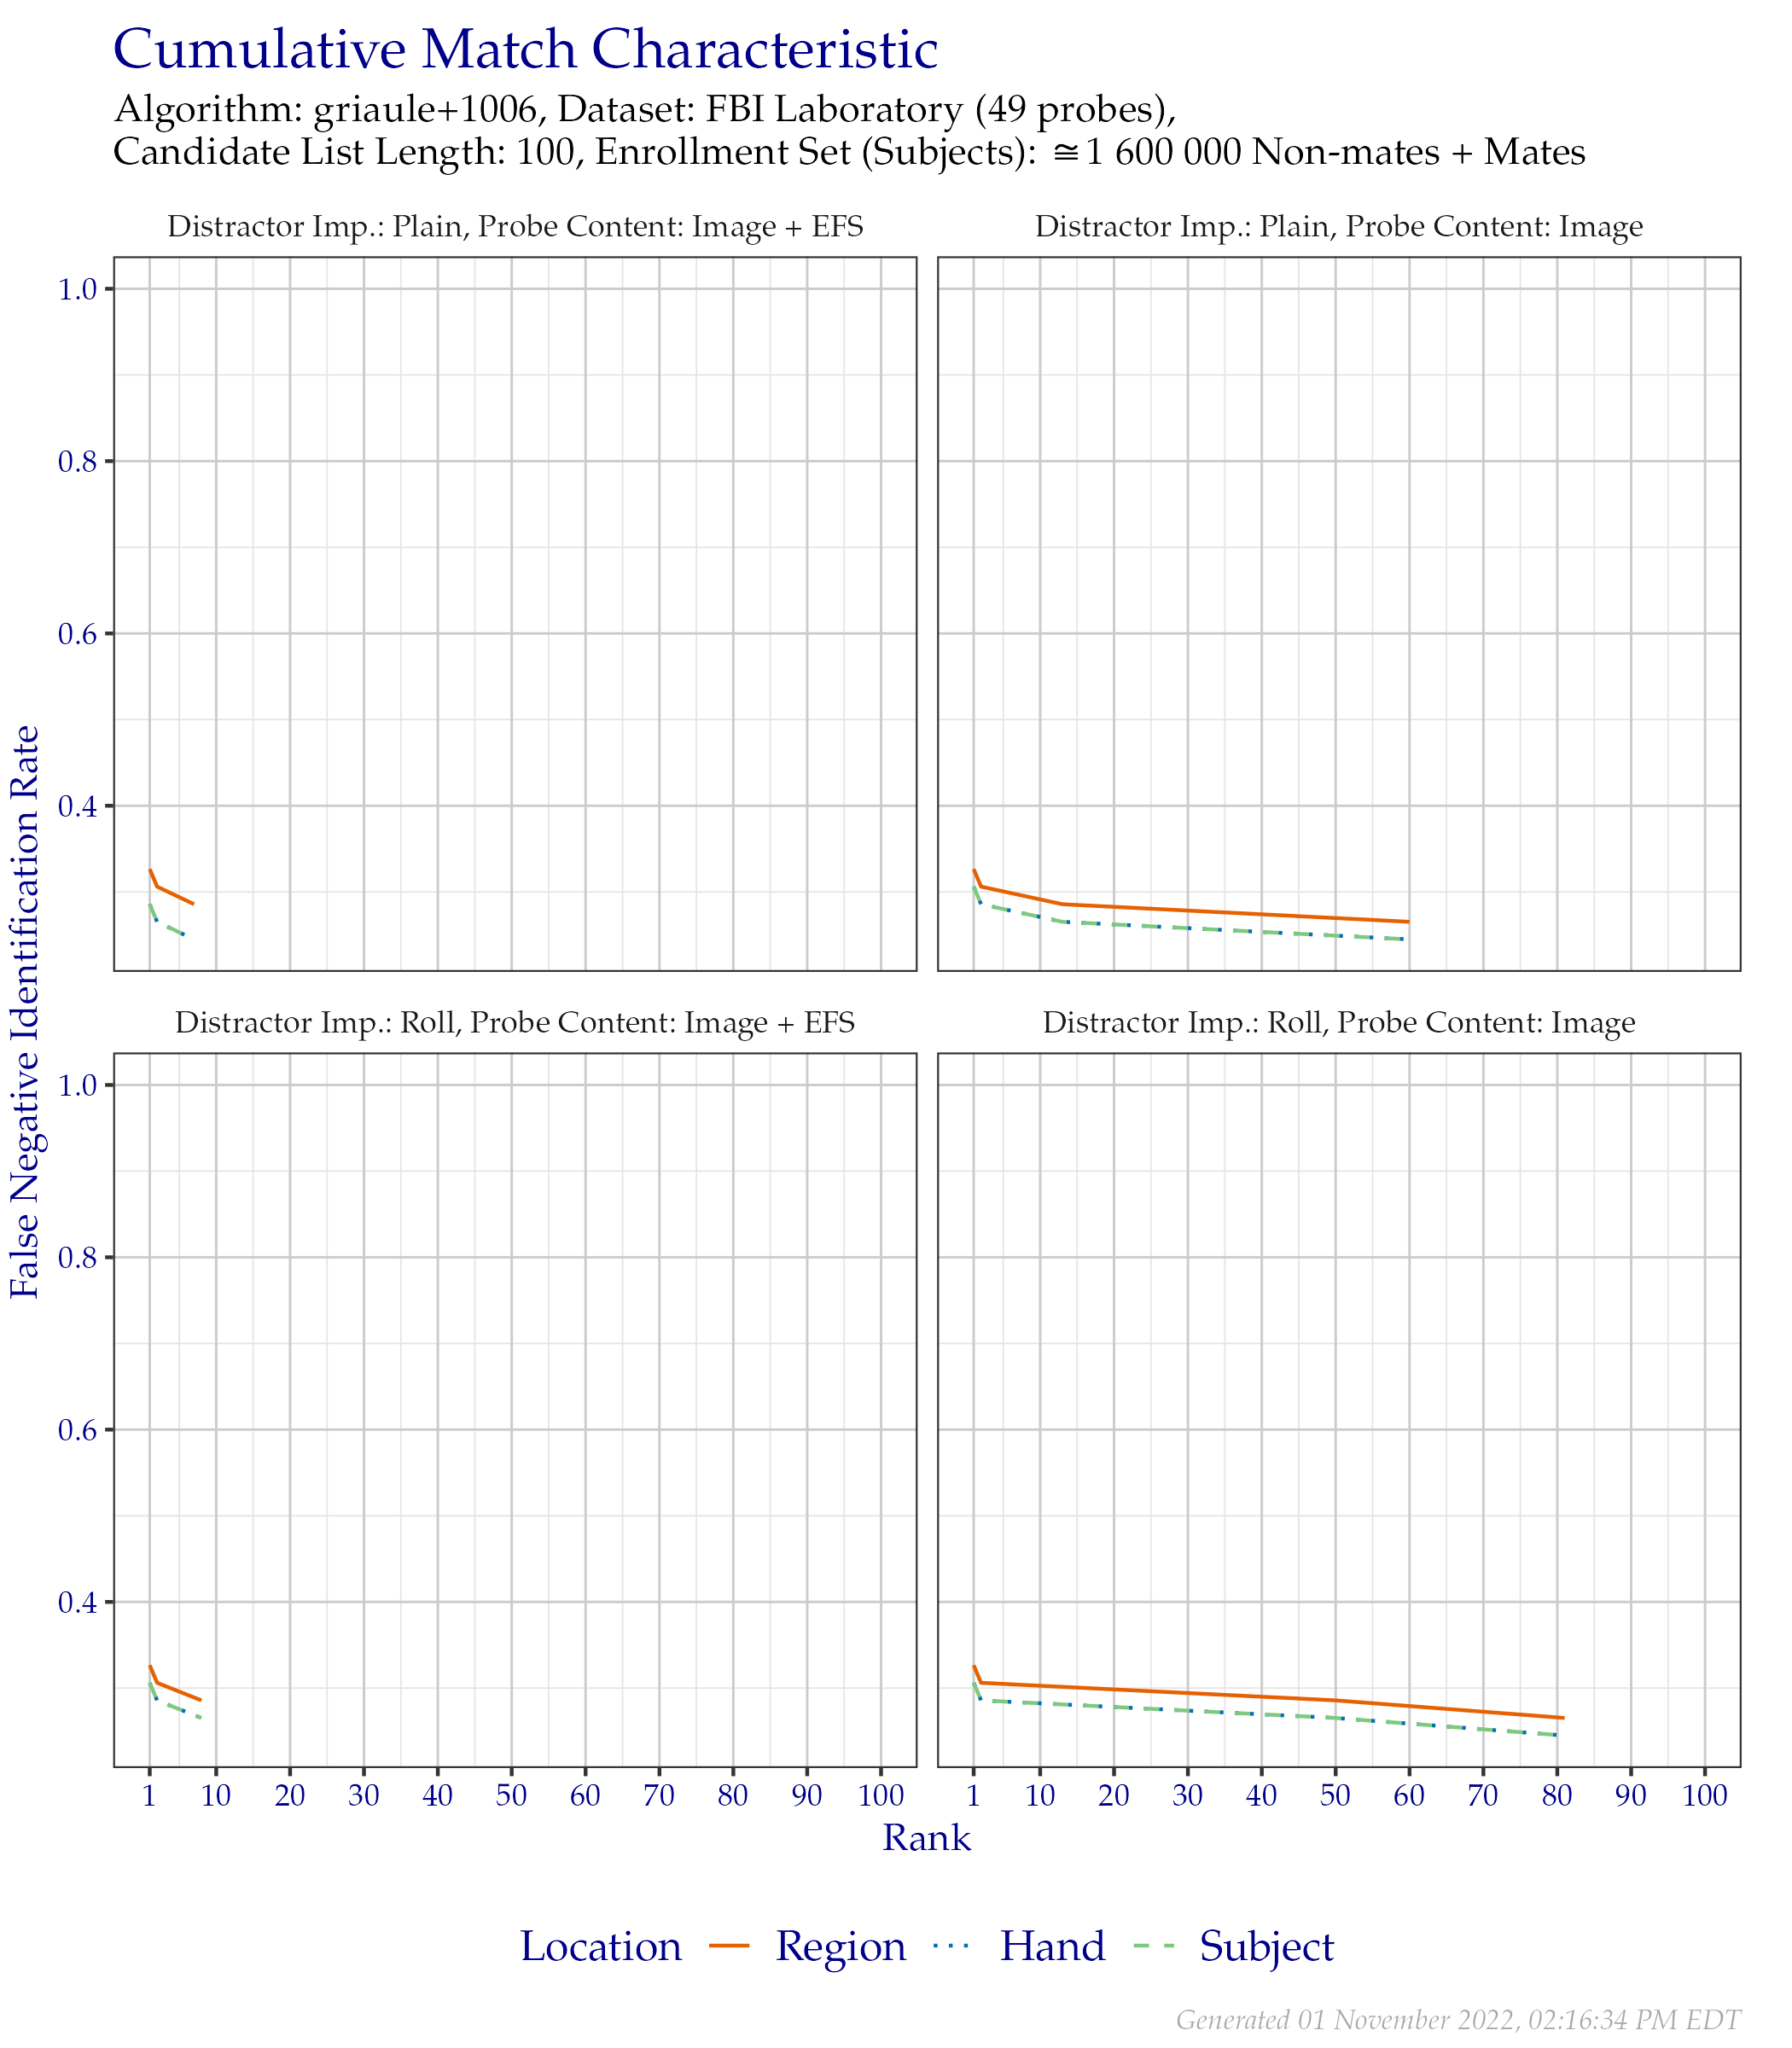 Cumulative Match Characteristic
Algorithm: griaule+1006, Dataset: FBI Laboratory (49 probes),
Candidate List Length: 100, Enrollment Set (Subjects): ≅1 600 000 Non-mates + Mates
Distractor Imp.: Plain, Probe Content: Image + EFS
Distractor Imp.: Plain, Probe Content: Image
1.0
0.8
0.6
0.4
Distractor Imp.: Roll, Probe Content: Image + EFS
Distractor Imp.: Roll, Probe Content: Image
1.0
0.8
0.6
0.4
False Negative Identification Rate
1 10 20 30 40 50 60 70 80 90 100
1 10 20 30 40 50 60 70 80 90 100
Rank
Location Region Hand Subject
Generated 01 November 2022, 02:16:34 PM EDT